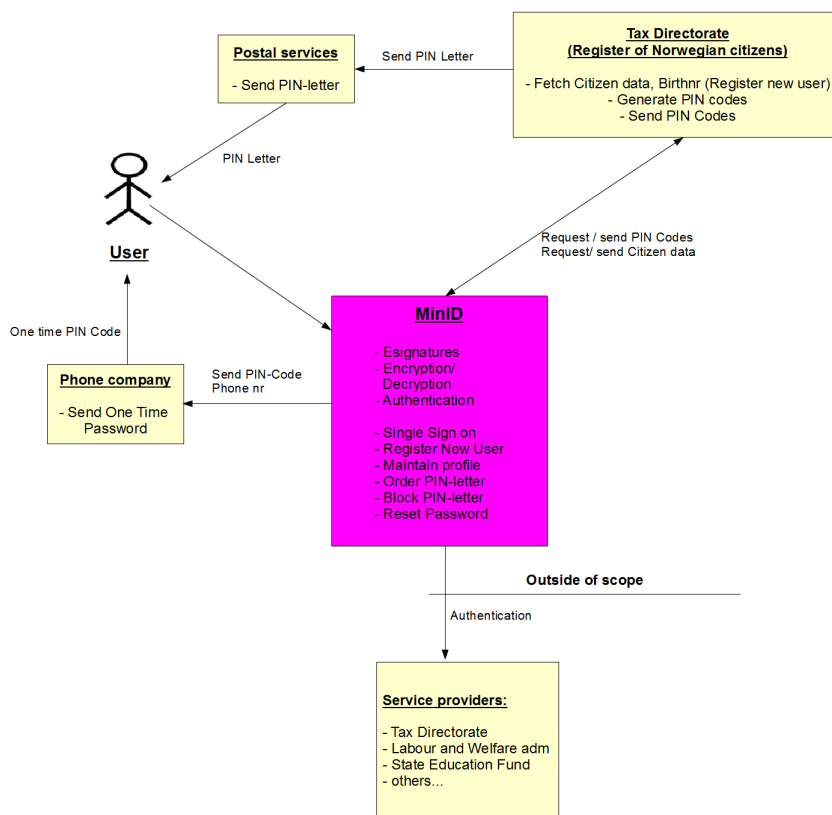 Tax Directorate
(Register of Norwegian citizens)
- Fetch Citizen data, Birthnr (Register new user)
- Generate PIN codes
- Send PIN Codes
Postal services
- Send PIN-letter
Send PIN Letter
PIN Letter
User
Request / send PIN Codes
Request/ send Citizen data
One time PIN Code
Phone company
- Send One Time
Password
Send PIN-Code
Phone nr
MinID
- Esignatures
- Encryption/
Decryption
- Authentication
- Single Sign on
- Register New User
- Maintain profile
- Order PIN-letter
- Block PIN-letter
- Reset Password
Outside of scope
Authentication
Service providers:
- Tax Directorate
- Labour and Welfare adm
- State Education Fund
- others...